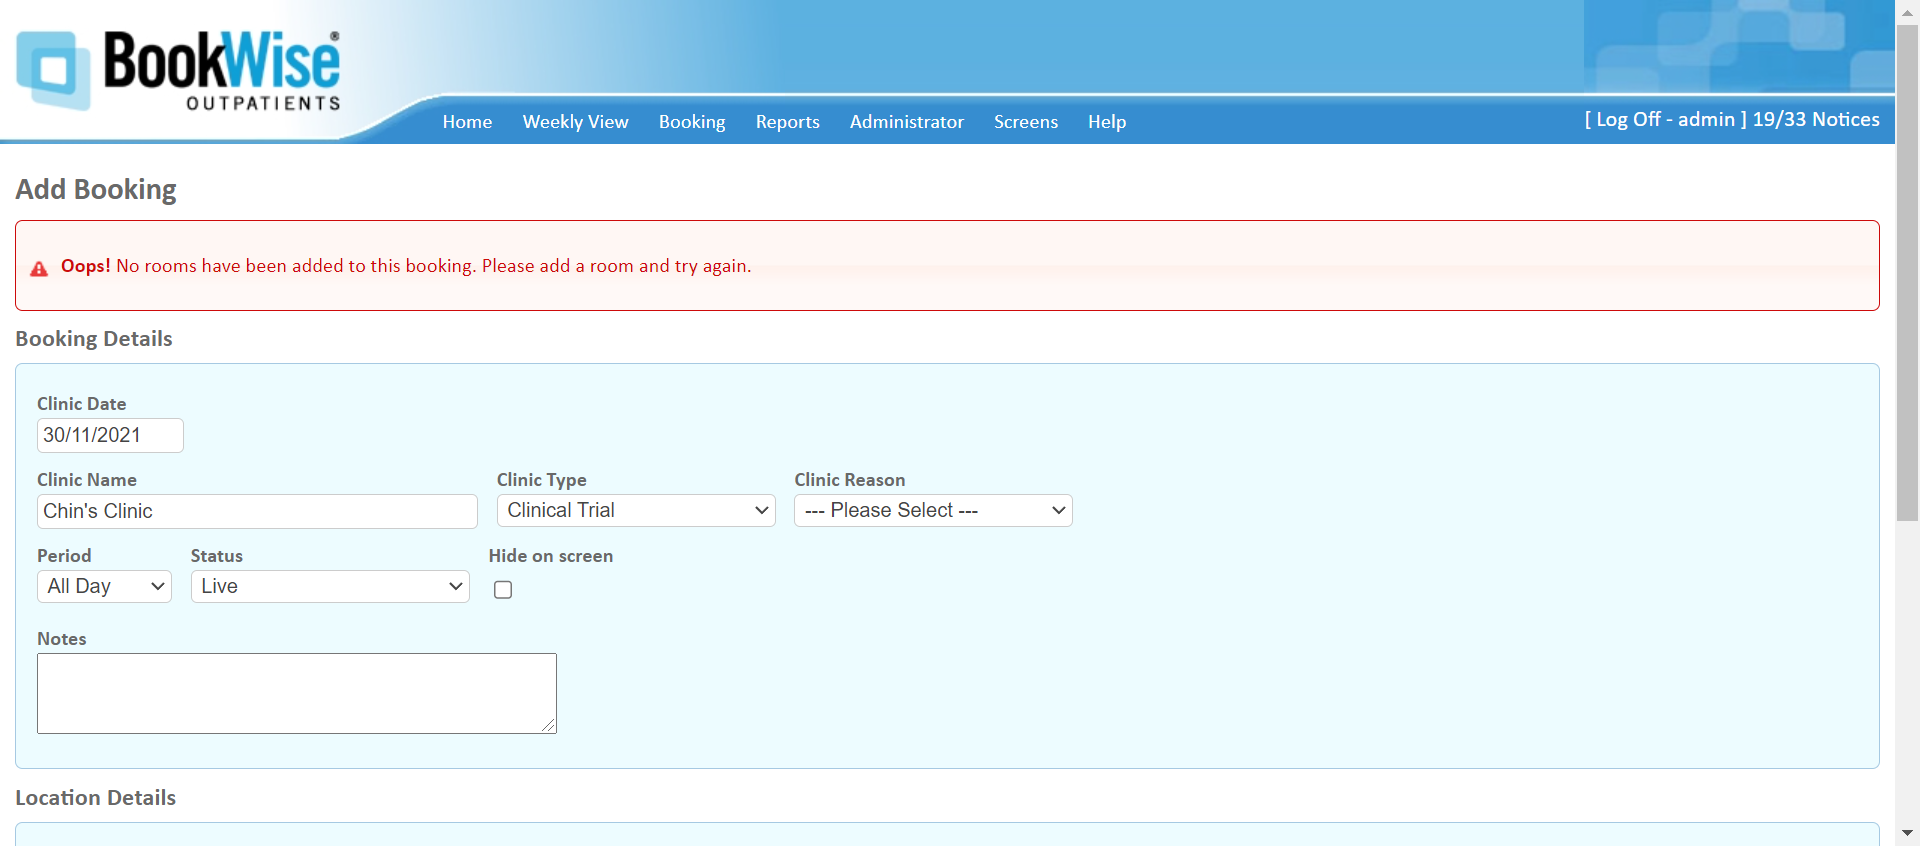 BookWise®
OUTPATIENTS
Home Weekly View Booking Reports Administrator Screens Help
[ Log Off - admin ] 19/33 Notices
Add Booking
Oops! No rooms have been added to this booking. Please add a room and try again.
Booking Details
Clinic Date
30/11/2021
Clinic Name Clinic Type Clinic Reason
Chin's Clinic Clinical Trial --- Please Select ---
Period Status Hide on screen
All Day Live
Notes
Location Details